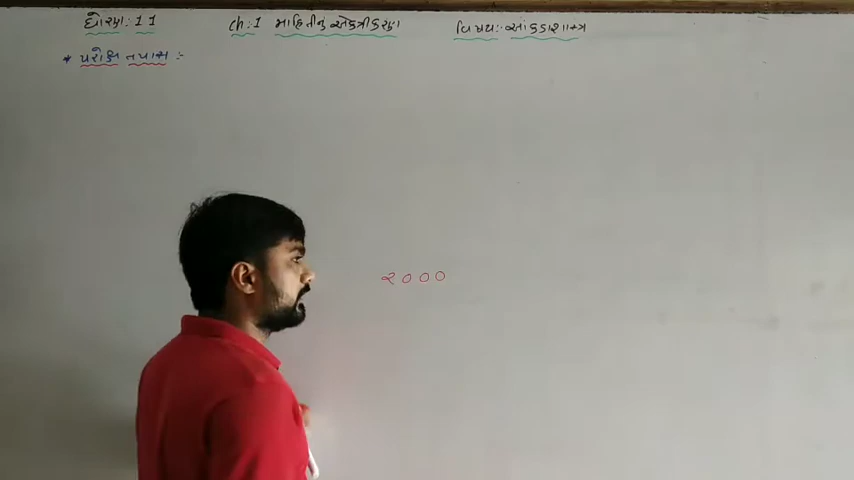 ધોરણ: 11 ch:1 માહિતીનું એકત્રીકરણ વિષય:- આંકડાશાસ્ત્ર
* પરોક્ષ તપાસ :-
૨૦૦૦